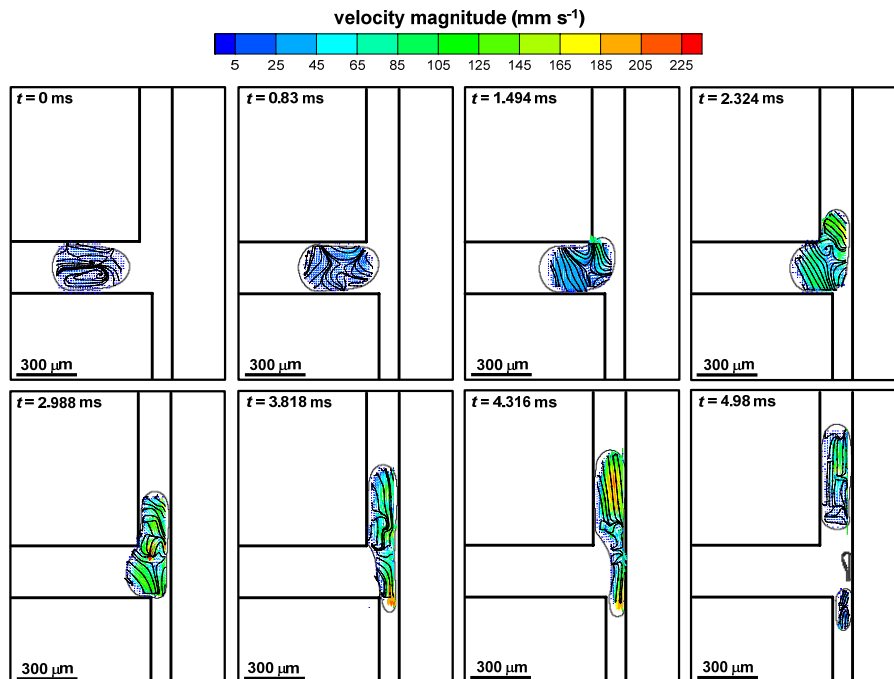 velocity magnitude (mm s⁻¹)
5 25 45 65 85 105 125 145 165 185 205 225
t = 0 ms
t = 0.83 ms
t = 1.494 ms
t = 2.324 ms
300 μm
300 μm
300 μm
300 μm
t = 2.988 ms
t = 3.818 ms
t = 4.316 ms
t = 4.98 ms
300 μm
300 μm
300 μm
300 μm